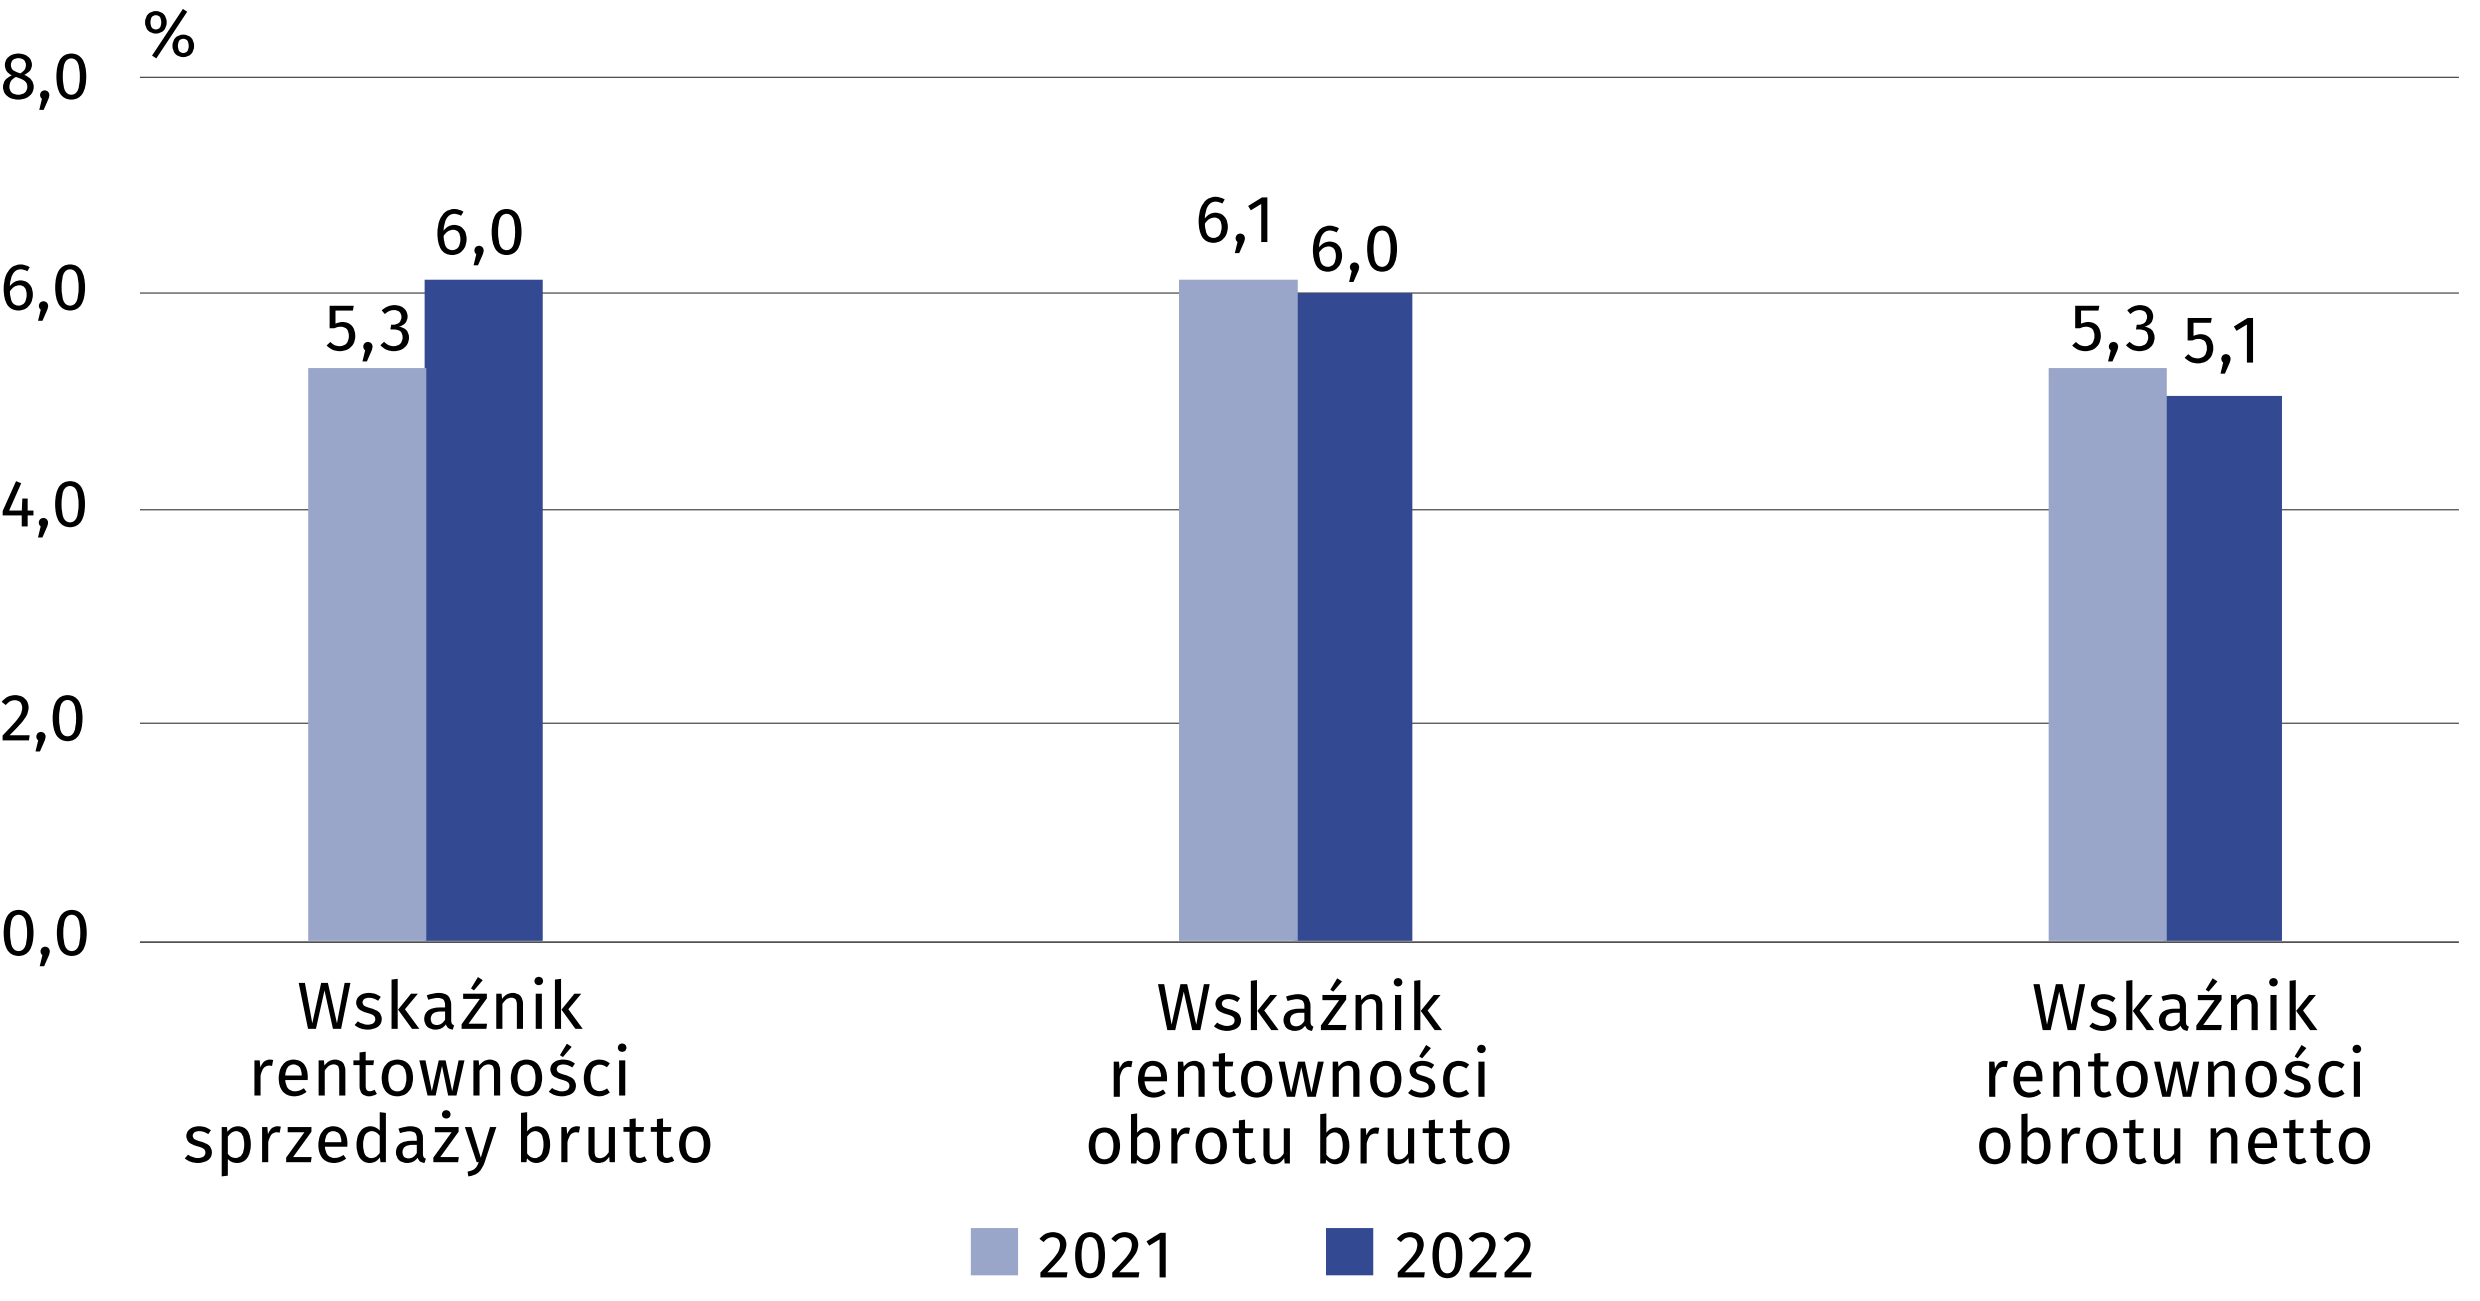 %
8,0
6,0
4,0
2,0
0,0
5,3
6,0
6,1
6,0
5,3
5,1
Wskaźnik
rentowności
sprzedaży brutto
Wskaźnik
rentowności
obrotu brutto
Wskaźnik
rentowności
obrotu netto
2021
2022